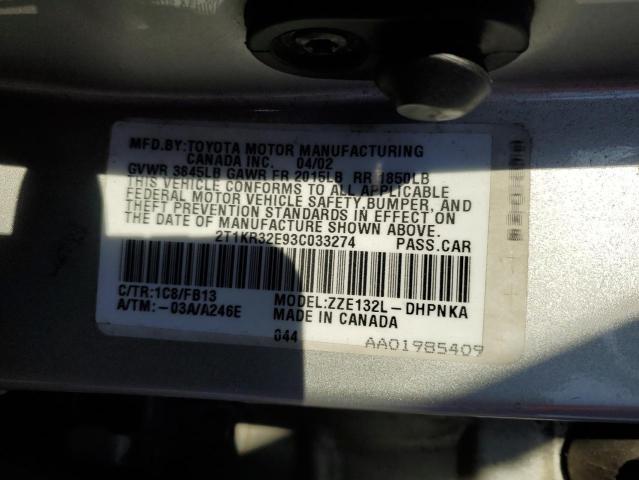 MFD.BY:TOYOTA MOTOR MANUFACTURING
CANADA INC. 04/02
GVWR 3645LB GAWR FR 2015LB RR 1850LB
THIS VEHICLE CONFORMS TO ALL APPLICABLE
FEDERAL MOTOR VEHICLE SAFETY,BUMPER, AND
THEFT PREVENTION STANDARDS IN EFFECT ON
THE DATE OF MANUFACTURE SHOWN ABOVE.
2T1KR32E93C033274 PASS.CAR
C/TR:1C8/FB13 MODEL:ZZE132L-DHPNKA
A/TM:-03A/A246E MADE IN CANADA
044 AA01985409